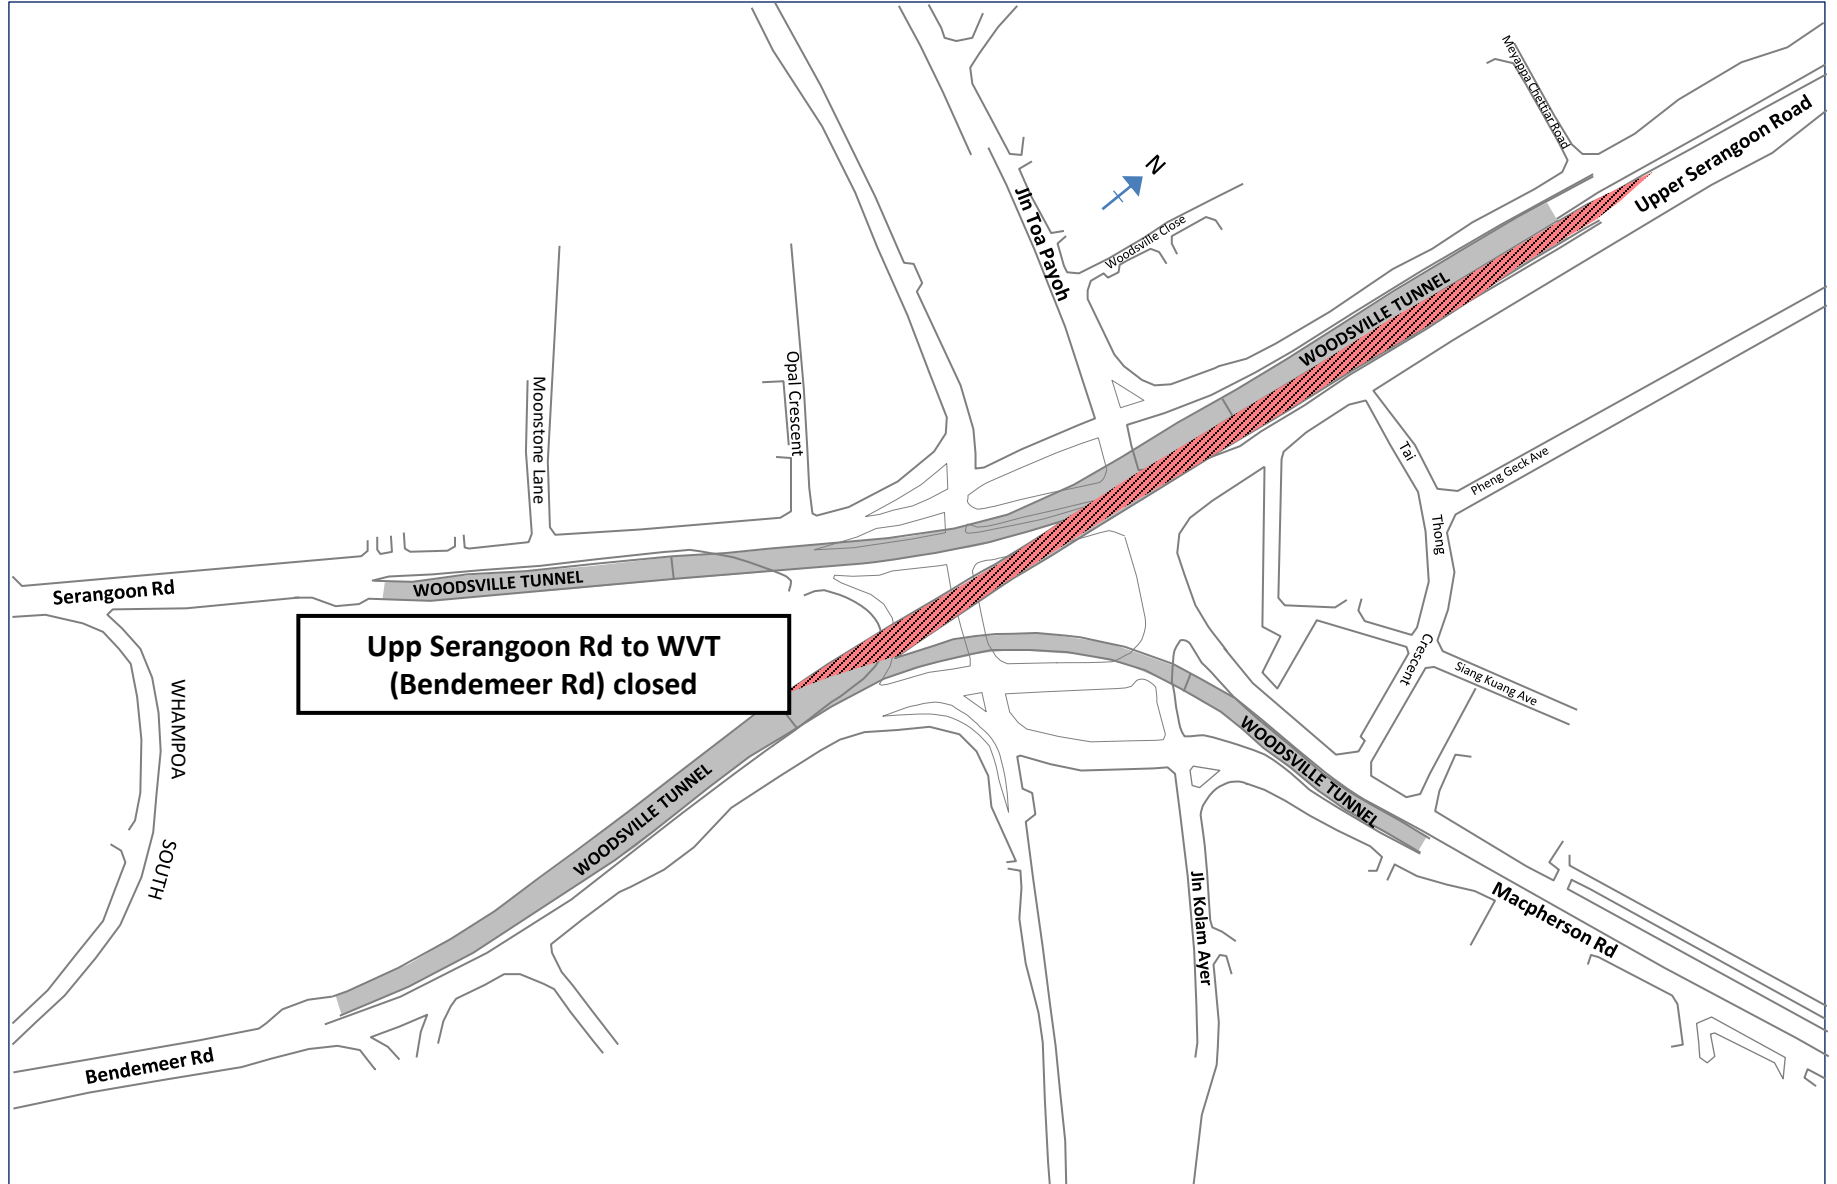 Meyappa Chettiar Road
Upper Serangoon Road
N
Jln Toa Payoh
Woodsville Close
WOODSVILLE TUNNEL
Opal Crescent
Moonstone Lane
Tai
Thong
Crescent
Pheng Geck Ave
WOODSVILLE TUNNEL
Serangoon Rd
Upp Serangoon Rd to WVT
(Bendemeer Rd) closed
Siang Kuang Ave
WHAMPOA
SOUTH
WOODSVILLE TUNNEL
WOODSVILLE TUNNEL
Jln Kolam Ayer
Macpherson Rd
Bendemeer Rd